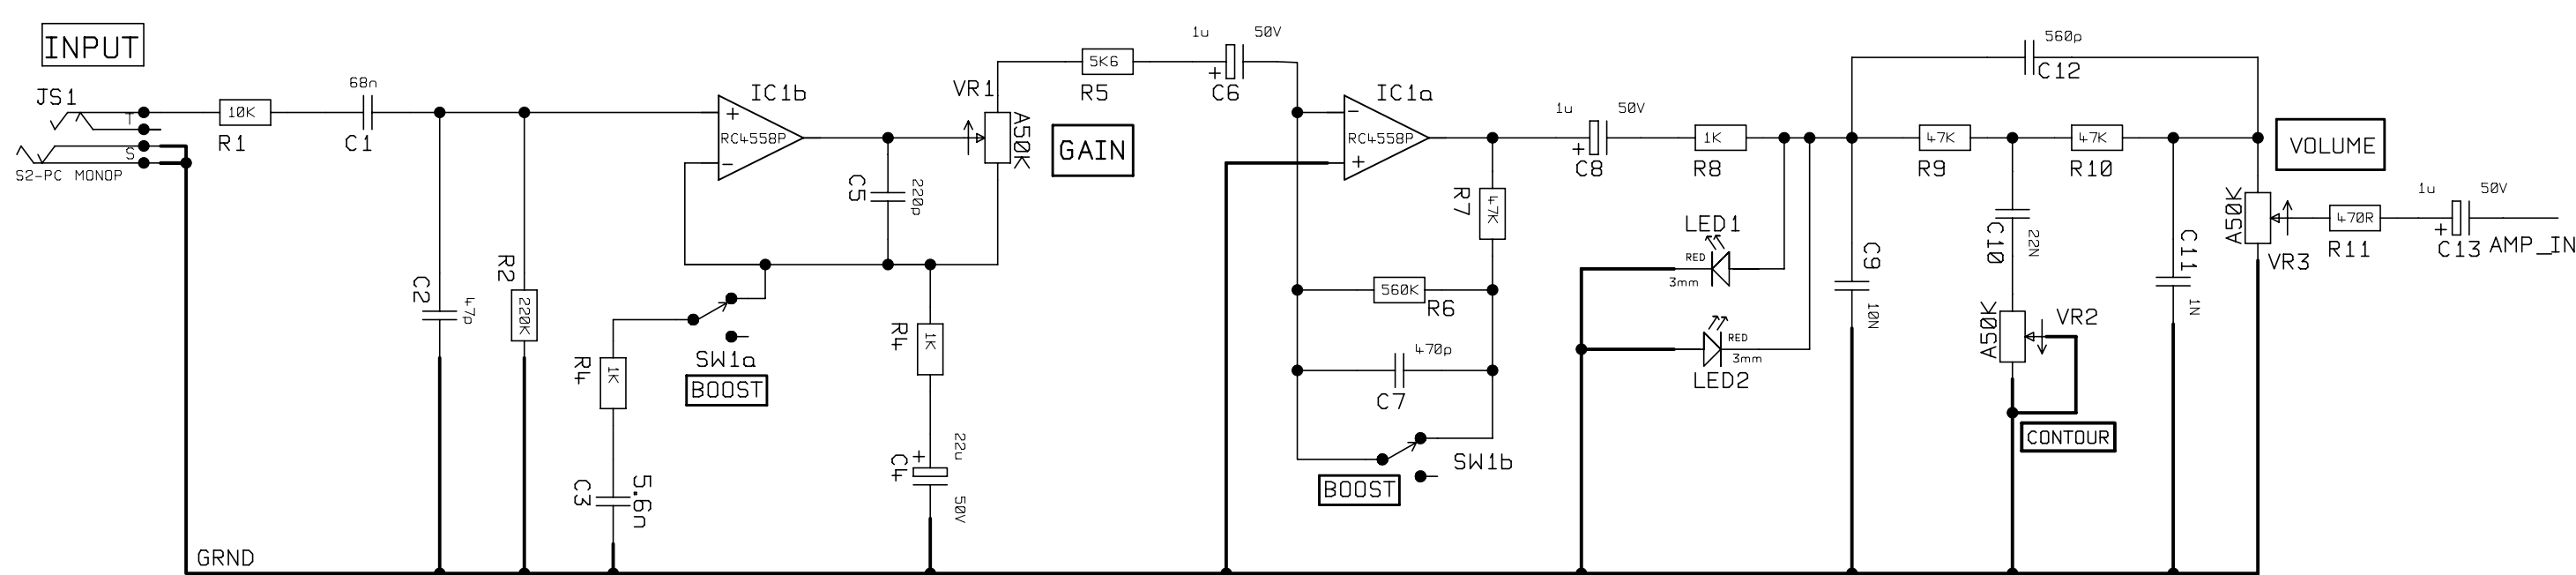 INPUT
JS1
T
S
S2-PC MONOP
10K
R1
68n
C1
C2
47p
R2
220K
GRND
IC1b
+
RC4558P
-
C5
220p
VR1
A50K
GAIN
R4
1K
C3
5.6n
SW1a
BOOST
R4
1K
+
C4
22u
50V
5K6
R5
1u
50V
+
C6
IC1a
-
RC4558P
+
R7
47K
560K
R6
470p
C7
SW1b
BOOST
1u
50V
+
C8
1K
R8
LED1
RED
3mm
RED
3mm
LED2
C9
10N
560p
C12
47K
R9
47K
R10
C10
22N
A50K
VR2
CONTOUR
C11
1N
VOLUME
A50K
VR3
470R
R11
1u
50V
+
C13
AMP_IN